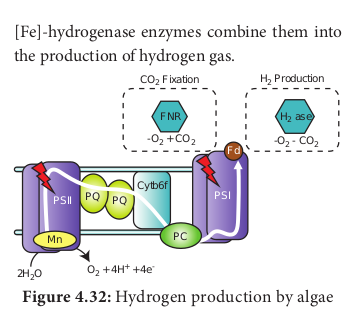 [Fe]-hydrogenase enzymes combine them into
the production of hydrogen gas.
CO₂ Fixation
H₂ Production
FNR
H₂ ase
-O₂ +CO₂
-O₂ - CO₂
Fd
PSII
PQ
PQ
Cytb6f
PSI
Mn
PC
2H₂O
O₂ +4H⁺ +4e⁻
Figure 4.32: Hydrogen production by algae